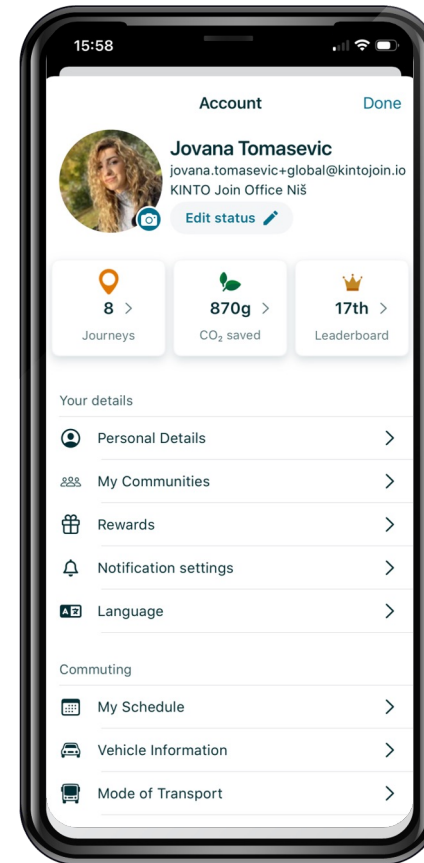 15:58
Account
Done
Jovana Tomasevic
jovana.tomasevic+global@kintojoin.io
KINTO Join Office Niš
Edit status
8 >
870g >
17th >
Journeys
CO₂ saved
Leaderboard
Your details
Personal Details
My Communities
Rewards
Notification settings
Language
Commuting
My Schedule
Vehicle Information
Mode of Transport